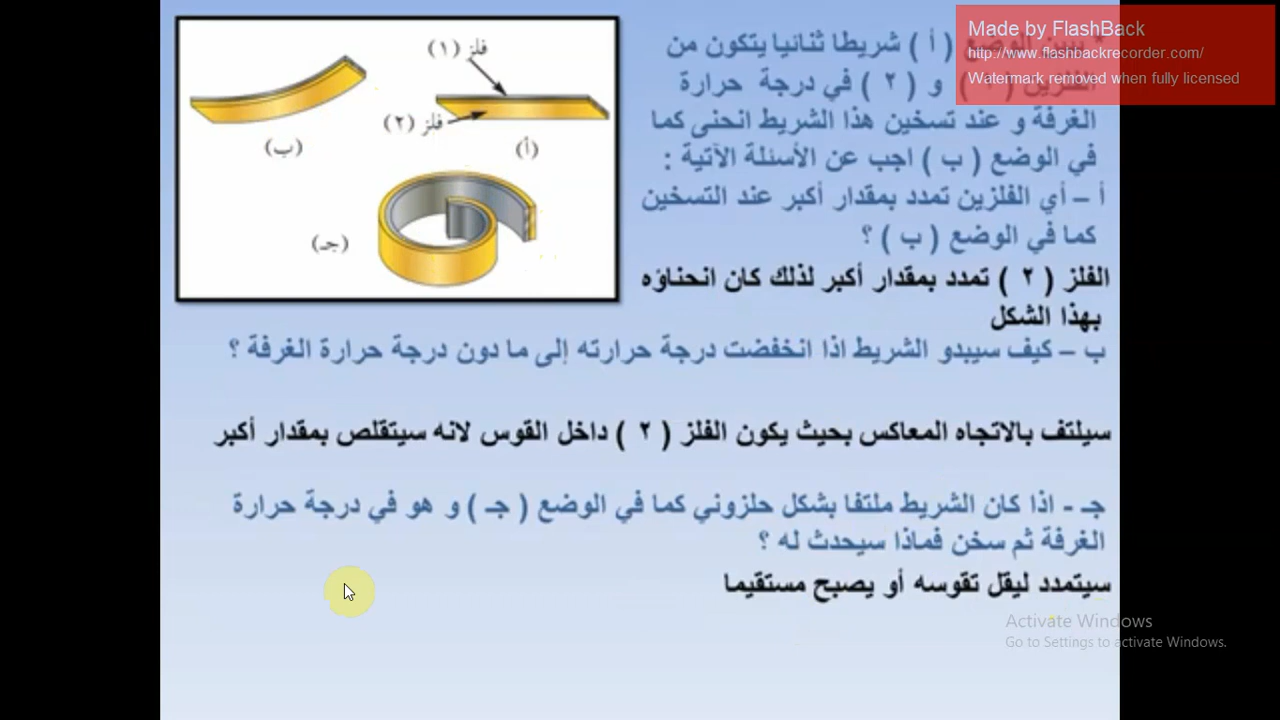 Made by FlashBack
http://www.flashbackrecorder.com/
Watermark removed when fully licensed
الوضع ( أ ) شريطا ثنائيا يتكون من
الفلزين ( ١ ) و ( ٢ ) في درجة حرارة
الغرفة و عند تسخين هذا الشريط انحنى كما
في الوضع ( ب ) اجب عن الأسئلة الآتية :
أ – أي الفلزين تمدد بمقدار أكبر عند التسخين
كما في الوضع ( ب ) ؟
الفلز ( ٢ ) تمدد بمقدار أكبر لذلك كان انحناؤه
بهذا الشكل
فلز (١)
فلز (٢)
(أ)
(ب)
(جـ)
ب – كيف سيبدو الشريط اذا انخفضت درجة حرارته إلى ما دون درجة حرارة الغرفة ؟
سيلتف بالاتجاه المعاكس بحيث يكون الفلز ( ٢ ) داخل القوس لانه سيتقلص بمقدار أكبر
جـ - اذا كان الشريط ملتفا بشكل حلزوني كما في الوضع ( جـ ) و هو في درجة حرارة
الغرفة ثم سخن فماذا سيحدث له ؟
سيتمدد ليقل تقوسه أو يصبح مستقيما
Activate Windows
Go to Settings to activate Windows.